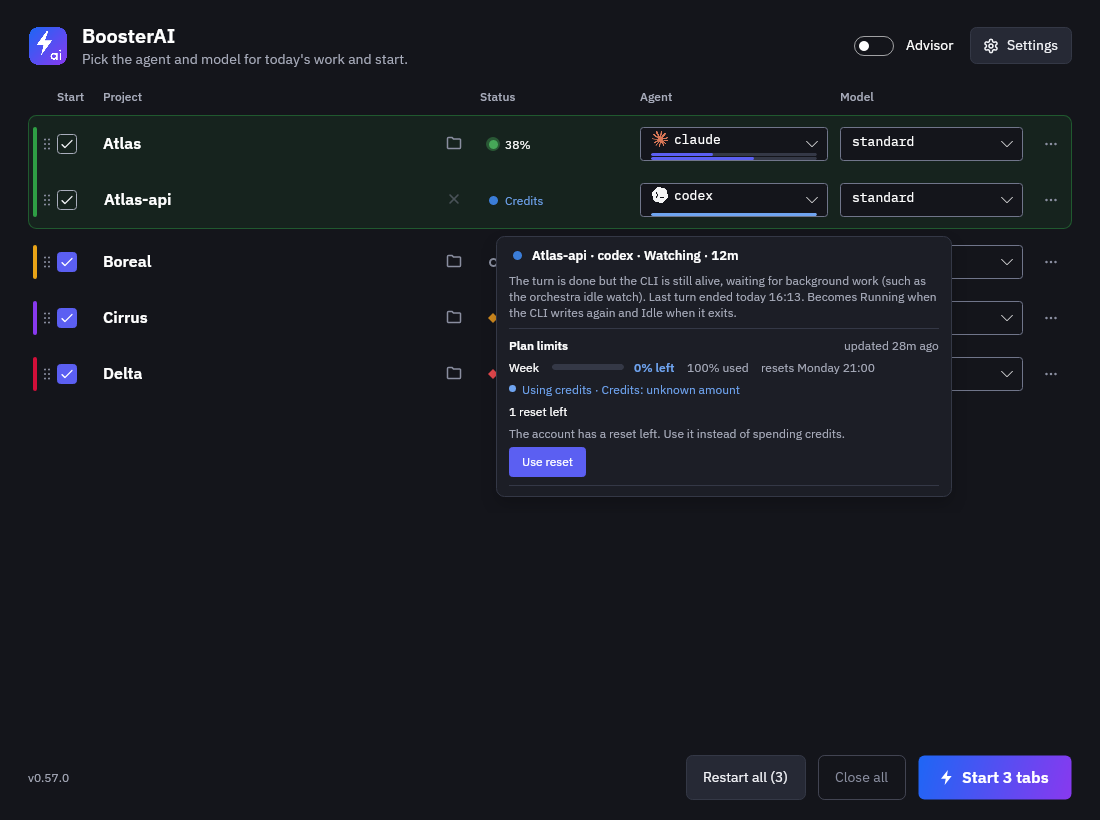 ai
BoosterAI
Pick the agent and model for today's work and start.
Advisor
Settings
Start
Project
Status
Agent
Model
Atlas
38%
claude
standard
Atlas-api
Credits
codex
standard
Boreal
Cirrus
Delta
Atlas-api · codex · Watching · 12m
The turn is done but the CLI is still alive, waiting for background work (such as
the orchestra idle watch). Last turn ended today 16:13. Becomes Running when
the CLI writes again and Idle when it exits.
Plan limits
updated 28m ago
Week
0% left
100% used
resets Monday 21:00
Using credits · Credits: unknown amount
1 reset left
The account has a reset left. Use it instead of spending credits.
Use reset
v0.57.0
Restart all (3)
Close all
Start 3 tabs